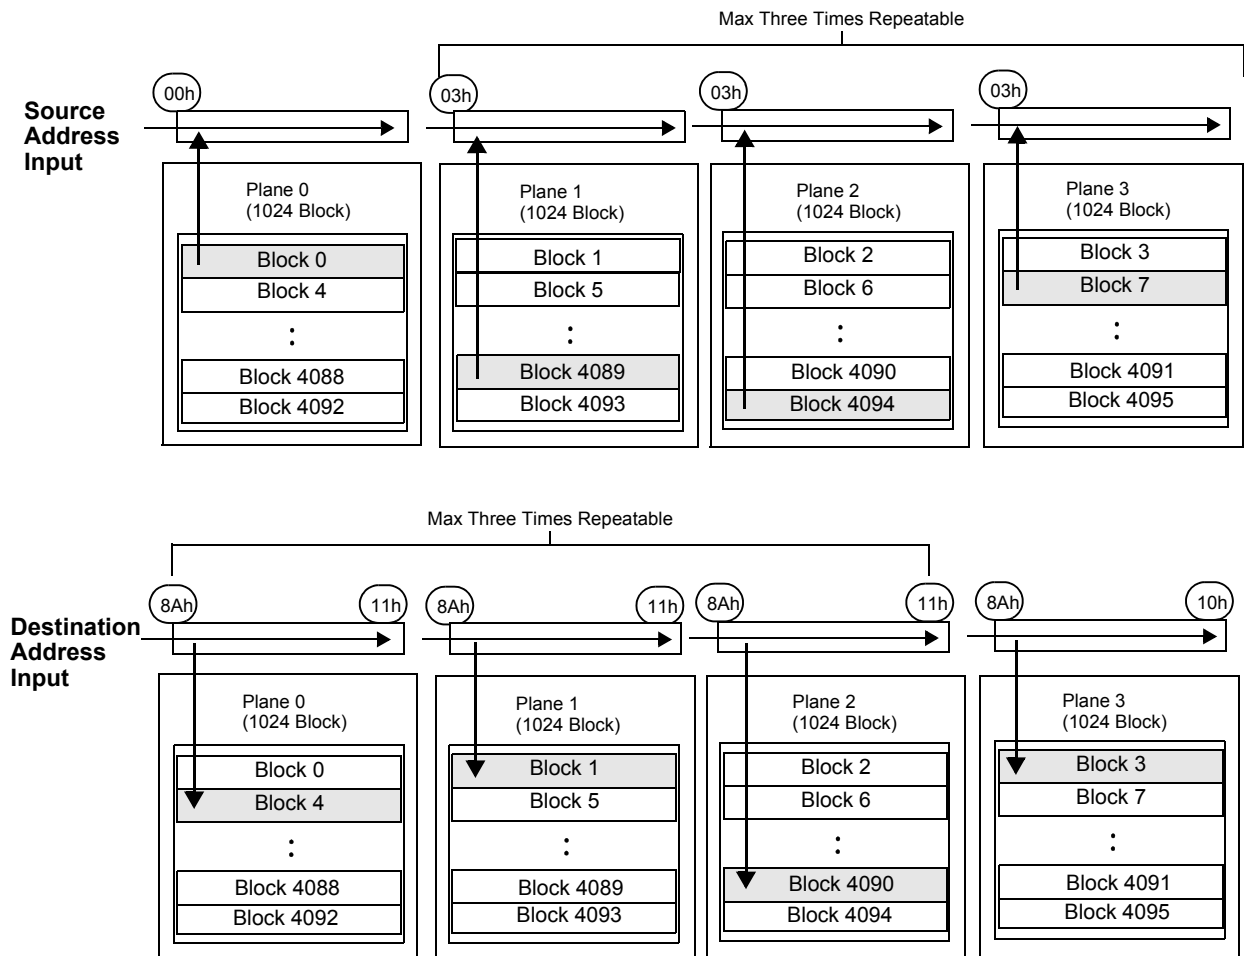 Max Three Times Repeatable
00h
03h
03h
03h
Source
Address
Input
Plane 0
(1024 Block)
Block 0
Block 4
:
Block 4088
Block 4092
Plane 1
(1024 Block)
Block 1
Block 5
:
Block 4089
Block 4093
Plane 2
(1024 Block)
Block 2
Block 6
:
Block 4090
Block 4094
Plane 3
(1024 Block)
Block 3
Block 7
:
Block 4091
Block 4095
Max Three Times Repeatable
8Ah
11h
8Ah
11h
8Ah
11h
8Ah
10h
Destination
Address
Input
Plane 0
(1024 Block)
Block 0
Block 4
:
Block 4088
Block 4092
Plane 1
(1024 Block)
Block 1
Block 5
:
Block 4089
Block 4093
Plane 2
(1024 Block)
Block 2
Block 6
:
Block 4090
Block 4094
Plane 3
(1024 Block)
Block 3
Block 7
:
Block 4091
Block 4095